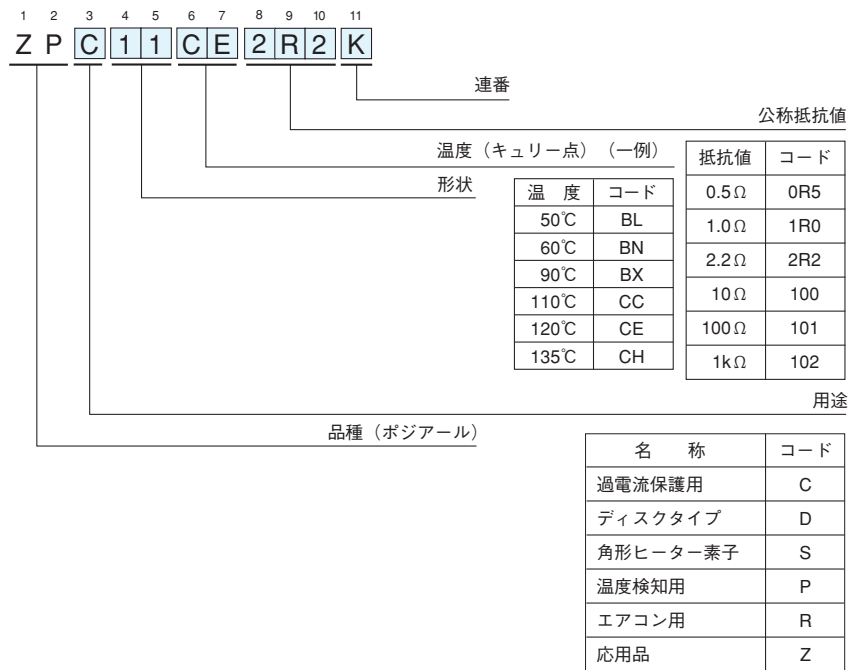 1 2 3 4 5 6 7 8 9 10 11
Z P C 1 1 C E 2 R 2 K
連番
公称抵抗値
温度（キュリー点）（一例）
形状
温 度 コード
50℃ BL
60℃ BN
90℃ BX
110℃ CC
120℃ CE
135℃ CH
抵抗値 コード
0.5Ω 0R5
1.0Ω 1R0
2.2Ω 2R2
10Ω 100
100Ω 101
1kΩ 102
用途
品種（ポジアール）
名 称 コード
過電流保護用 C
ディスクタイプ D
角形ヒーター素子 S
温度検知用 P
エアコン用 R
応用品 Z